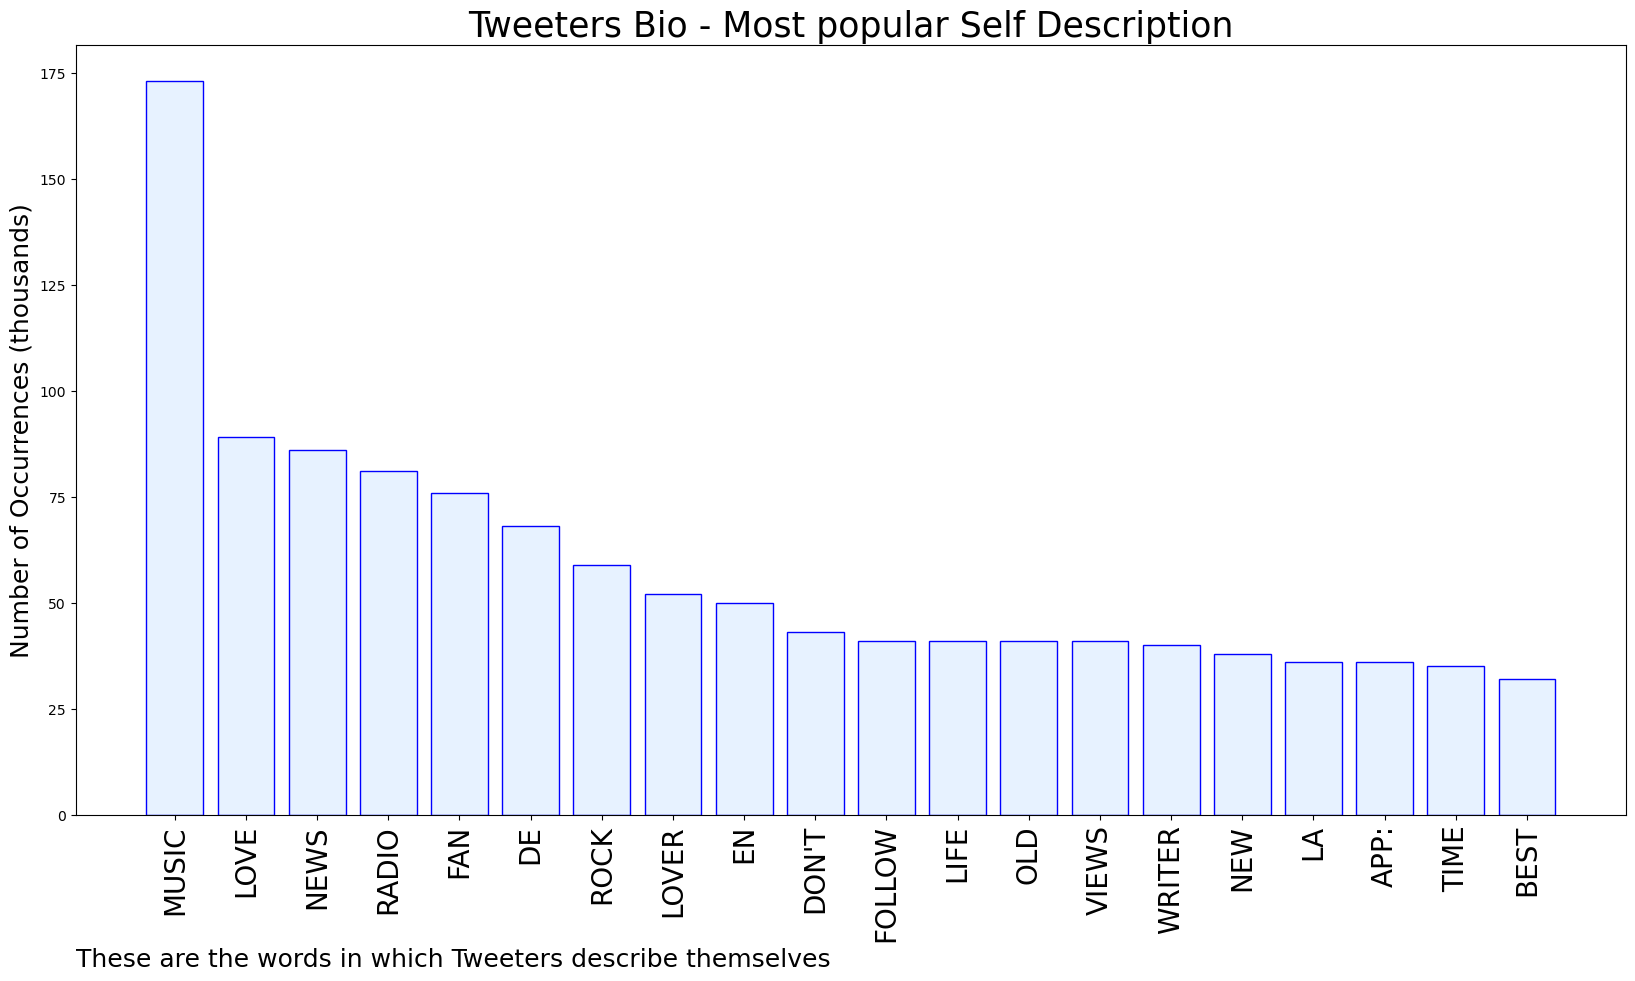 Tweeters Bio - Most popular Self Description
Number of Occurrences (thousands)
175
150
125
100
75
50
25
0
MUSIC
LOVE
NEWS
RADIO
FAN
DE
ROCK
LOVER
EN
DON'T
FOLLOW
LIFE
OLD
VIEWS
WRITER
NEW
LA
APP:
TIME
BEST
These are the words in which Tweeters describe themselves